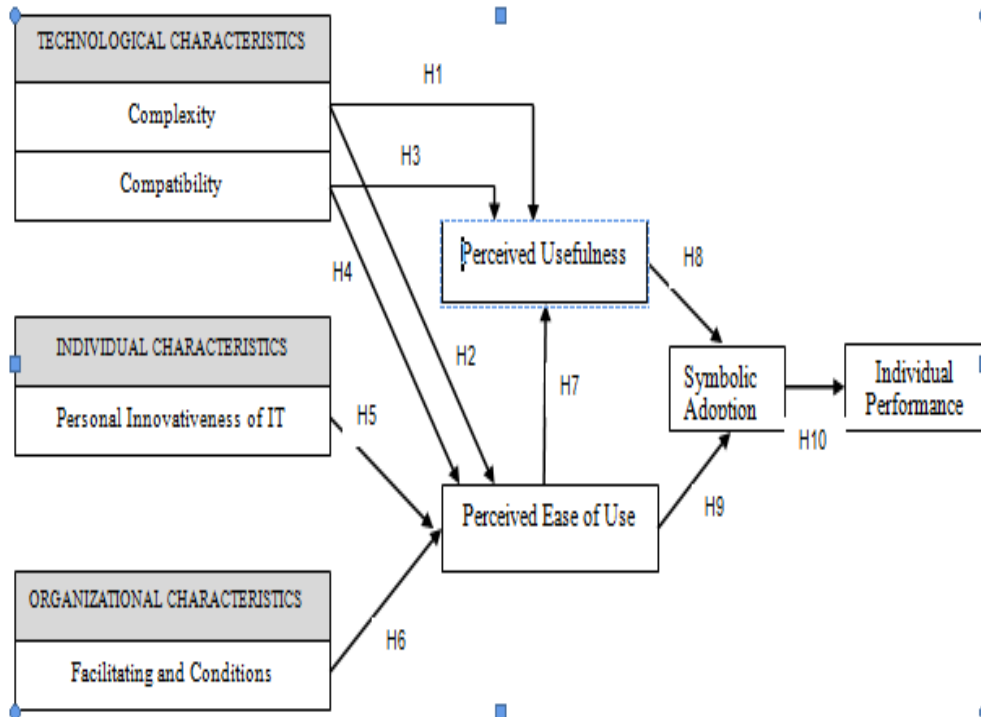 TECHNOLOGICAL CHARACTERISTICS
Complexity
Compatibility
H1
H3
H4
H2
Perceived Usefulness
H8
INDIVIDUAL CHARACTERISTICS
Personal Innovativeness of IT
H5
H7
Symbolic
Adoption
Individual
Performance
H10
Perceived Ease of Use
H9
ORGANIZATIONAL CHARACTERISTICS
Facilitating and Conditions
H6